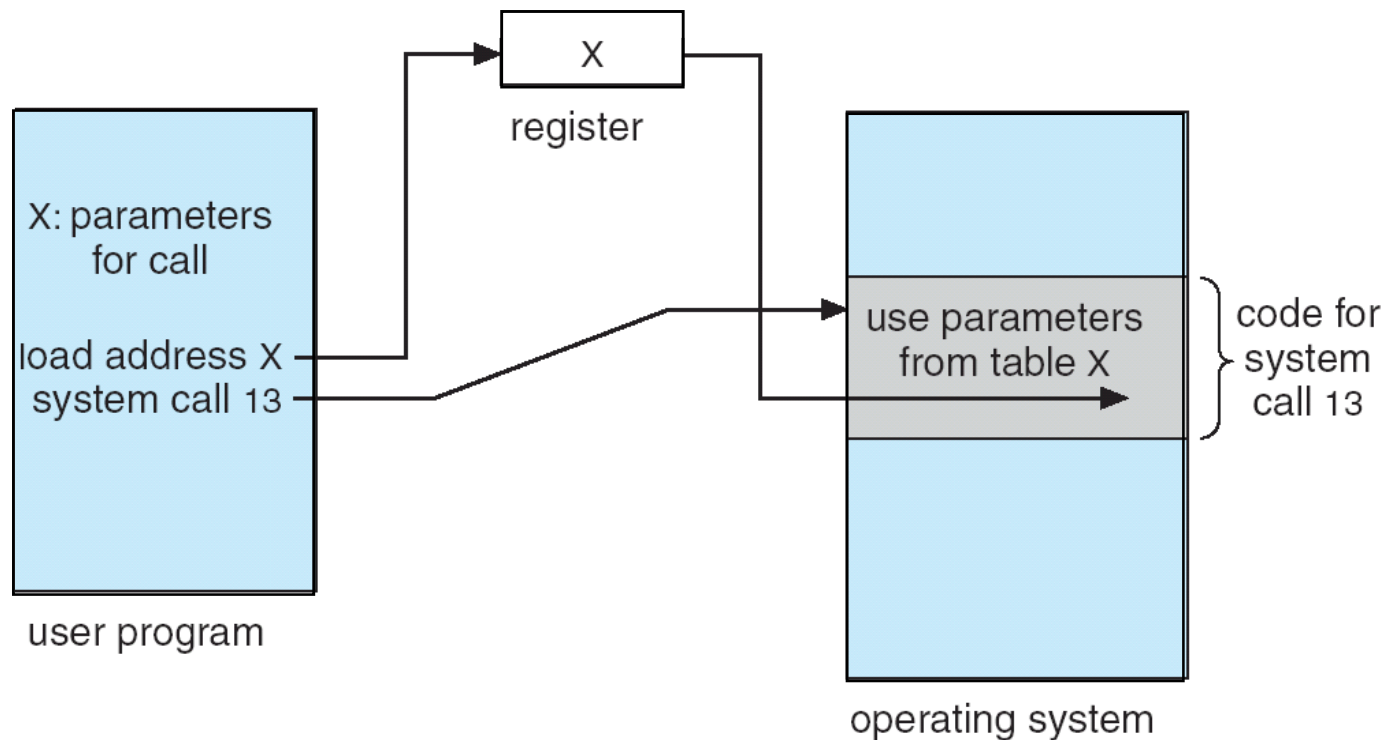 X
register
X: parameters
for call
load address X
system call 13
user program
use parameters
from table X
code for
system
call 13
operating system